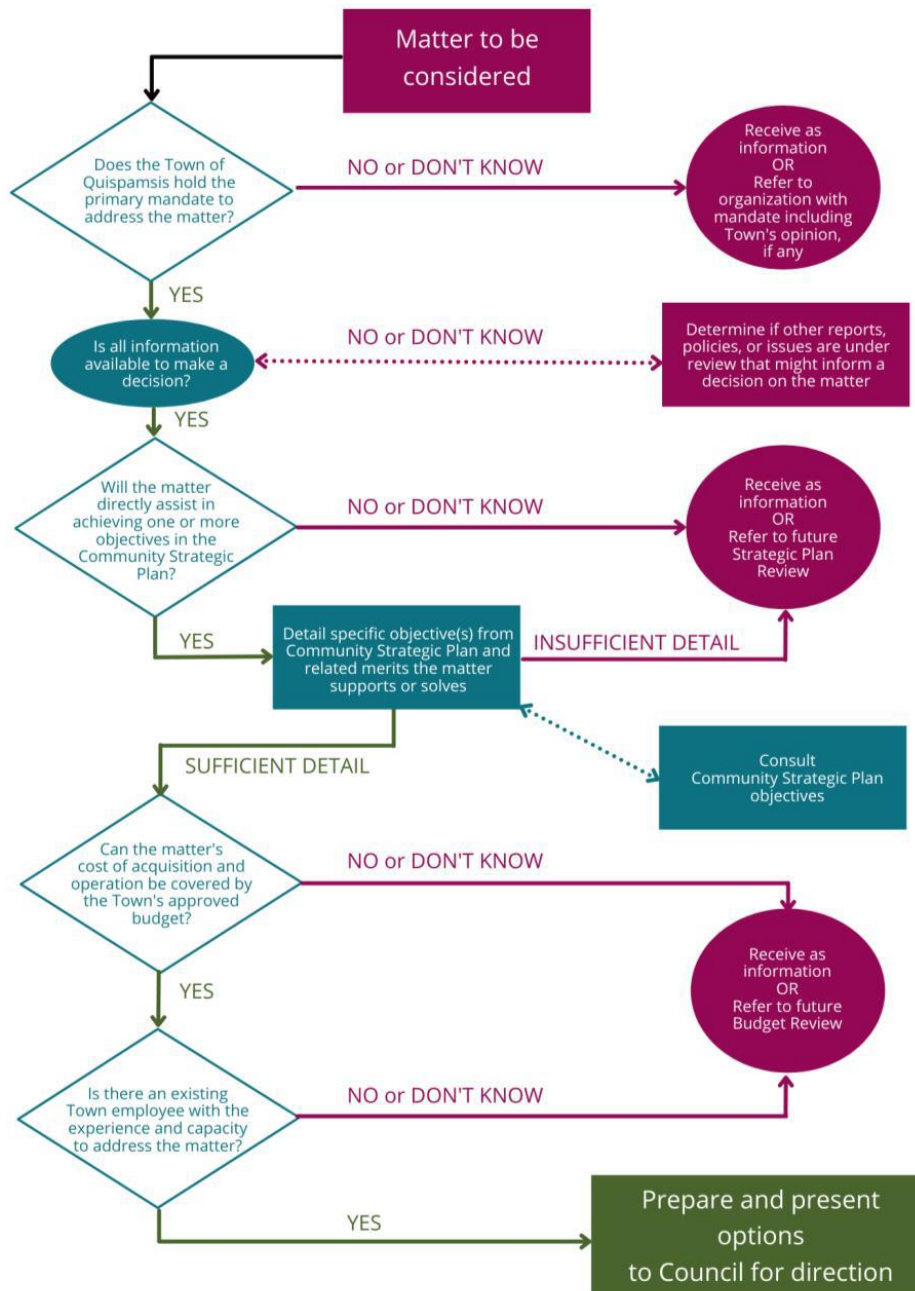 Matter to be
considered
Does the Town of
Quispamsis hold the
primary mandate to
address the matter?
NO or DON'T KNOW
Receive as
information
OR
Refer to
organization with
mandate including
Town's opinion,
if any
YES
Is all information
available to make a
decision?
NO or DON'T KNOW
Determine if other reports,
policies, or issues are under
review that might inform a
decision on the matter
YES
Will the matter
directly assist in
achieving one or more
objectives in the
Community Strategic
Plan?
NO or DON'T KNOW
Receive as
information
OR
Refer to future
Strategic Plan
Review
YES
Detail specific objective(s) from
Community Strategic Plan and
related merits the matter
supports or solves
INSUFFICIENT DETAIL
Consult
Community Strategic Plan
objectives
SUFFICIENT DETAIL
Can the matter's
cost of acquisition and
operation be covered by
the Town's approved
budget?
NO or DON'T KNOW
Receive as
information
OR
Refer to future
Budget Review
YES
Is there an existing
Town employee with the
experience and capacity
to address the matter?
NO or DON'T KNOW
YES
Prepare and present
options
to Council for direction